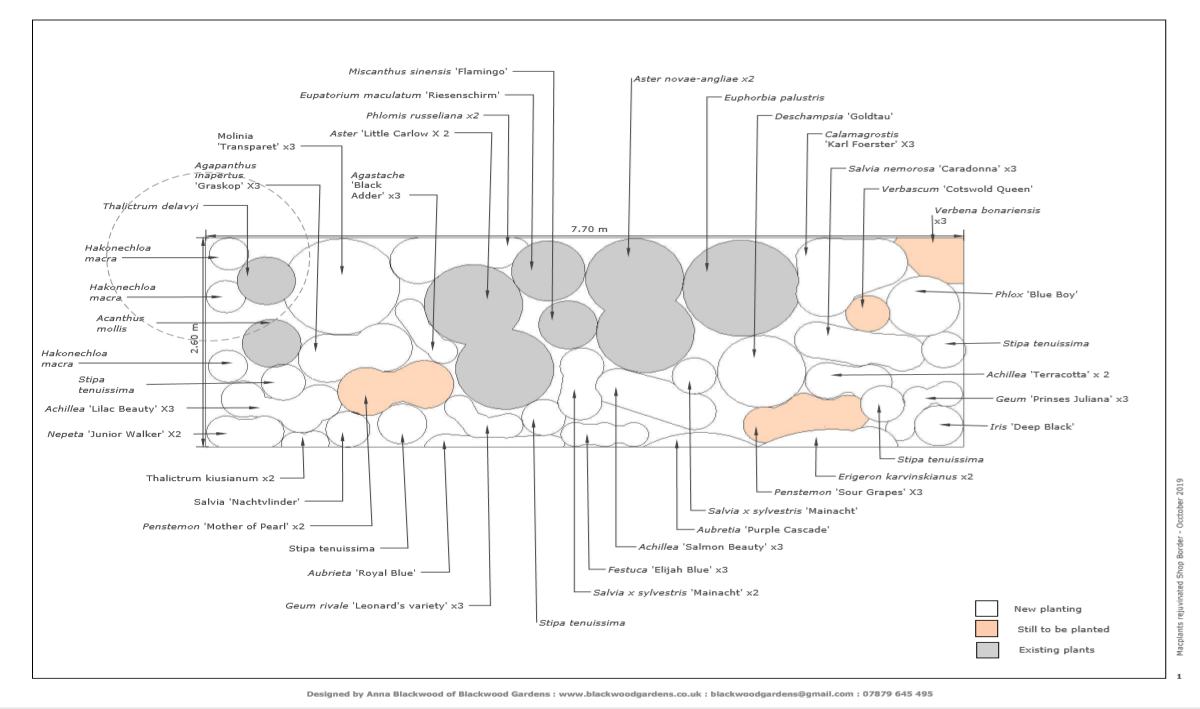 Miscanthus sinensis 'Flamingo'
Aster novae-angliae x2
Eupatorium maculatum 'Riesenschirm'
Euphorbia palustris
Phlomis russeliana x2
Deschampsia 'Goldtau'
Aster 'Little Carlow X 2
Molinia
'Transparet' x3
Calamagrostis
'Karl Foerster' X3
Agapanthus
inapertus
'Graskop' X3
Agastache
'Black
Adder' x3
Salvia nemorosa 'Caradonna' x3
Verbascum 'Cotswold Queen'
Thalictrum delavyi
Verbena bonariensis
x3
7.70 m
Hakonechloa
macra
Hakonechloa
macra
Phlox 'Blue Boy'
Acanthus
mollis
2.60 m
Stipa tenuissima
Hakonechloa
macra
Stipa
tenuissima
Achillea 'Terracotta' x 2
Geum 'Prinses Juliana' x3
Achillea 'Lilac Beauty' X3
Iris 'Deep Black'
Nepeta 'Junior Walker' X2
Stipa tenuissima
Thalictrum kiusianum x2
Erigeron karvinskianus x2
Penstemon 'Sour Grapes' X3
Salvia 'Nachtvlinder'
Salvia x sylvestris 'Mainacht'
Penstemon 'Mother of Pearl' x2
Aubretia 'Purple Cascade'
Stipa tenuissima
Achillea 'Salmon Beauty' x3
Aubrieta 'Royal Blue'
Festuca 'Elijah Blue' x3
Salvia x sylvestris 'Mainacht' x2
Geum rivale 'Leonard's variety' x3
Stipa tenuissima
New planting
Still to be planted
Existing plants
Macplants rejuvinated Shop Border - Occtober 2019
1
Designed by Anna Blackwood of Blackwood Gardens : www.blackwoodgardens.co.uk : blackwoodgardens@gmail.com : 07879 645 495